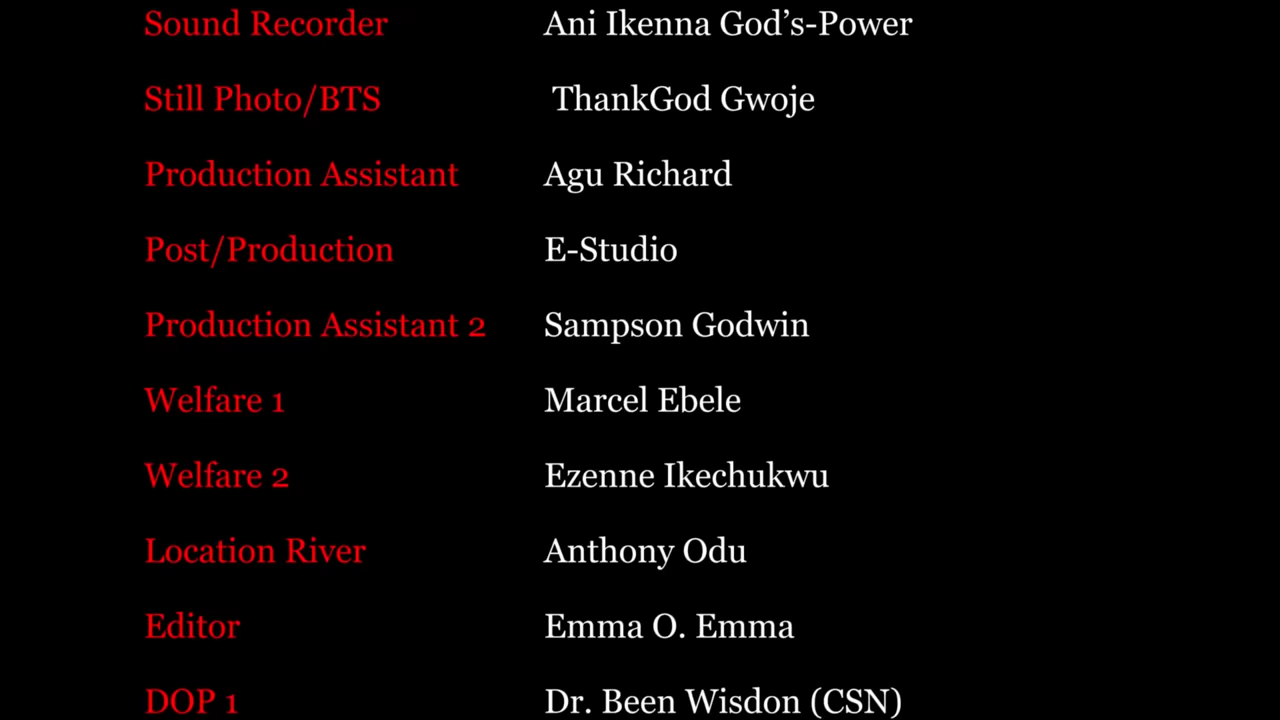 Sound Recorder Ani Ikenna God’s-Power
Still Photo/BTS ThankGod Gwoje
Production Assistant Agu Richard
Post/Production E-Studio
Production Assistant 2 Sampson Godwin
Welfare 1 Marcel Ebele
Welfare 2 Ezenne Ikechukwu
Location River Anthony Odu
Editor Emma O. Emma
DOP 1 Dr. Been Wisdon (CSN)